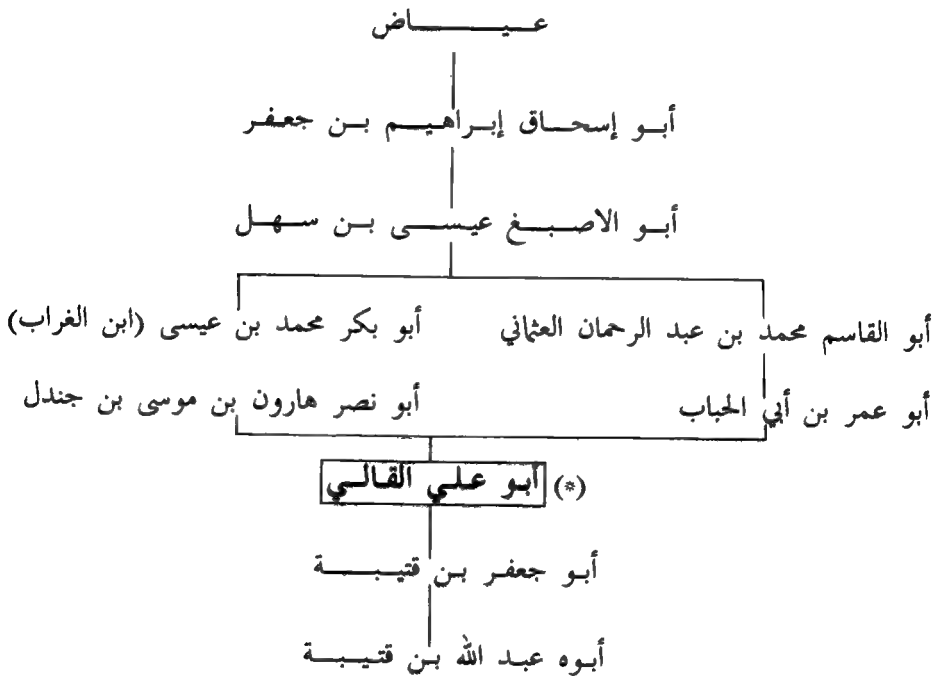 عياض
أبو إسحاق إبراهيم بن جعفر
أبو الاصبغ عيسى بن سهل
أبو القاسم محمد بن عبد الرحمان العثماني
أبو بكر محمد بن عيسى (ابن الغراب)
أبو عمر بن أبي الحباب
أبو نصر هارون بن موسى بن جندل
(*) أبو علي القالي
أبو جعفر بن قتيبة
أبوه عبد الله بن قتيبة